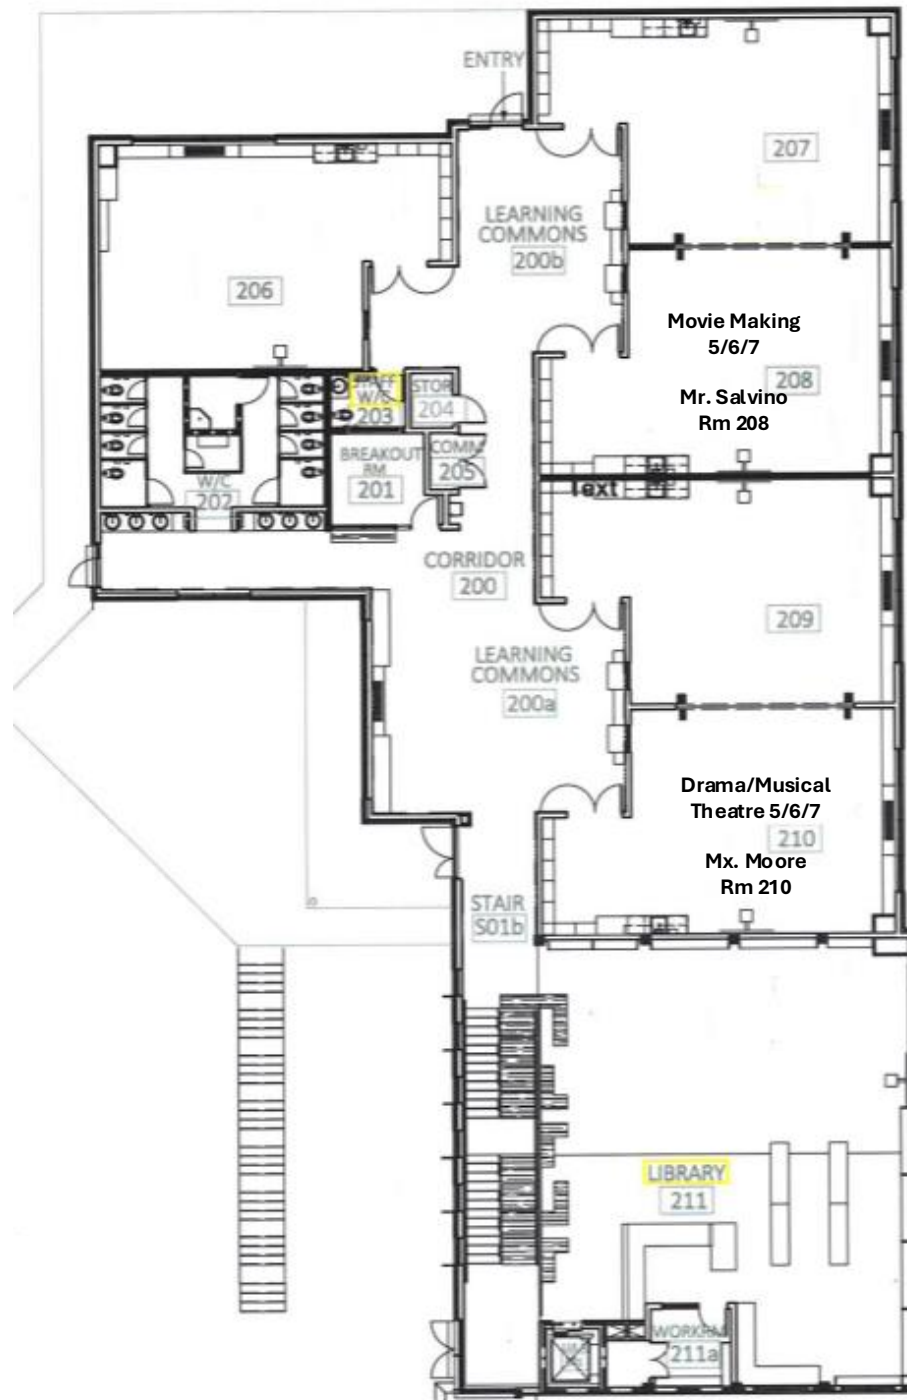 ENTRY
207
LEARNING
COMMONS
200b
206
Movie Making
5/6/7
208
Mr. Salvino
Rm 208
STAFF
W/C
203
STOR
204
BREAKOUT
RM
201
COMM
205
W/C
202
Text
CORRIDOR
200
209
LEARNING
COMMONS
200a
Drama/Musical
Theatre 5/6/7
210
Mx. Moore
Rm 210
STAIR
S01b
LIBRARY
211
WORKRM
211a